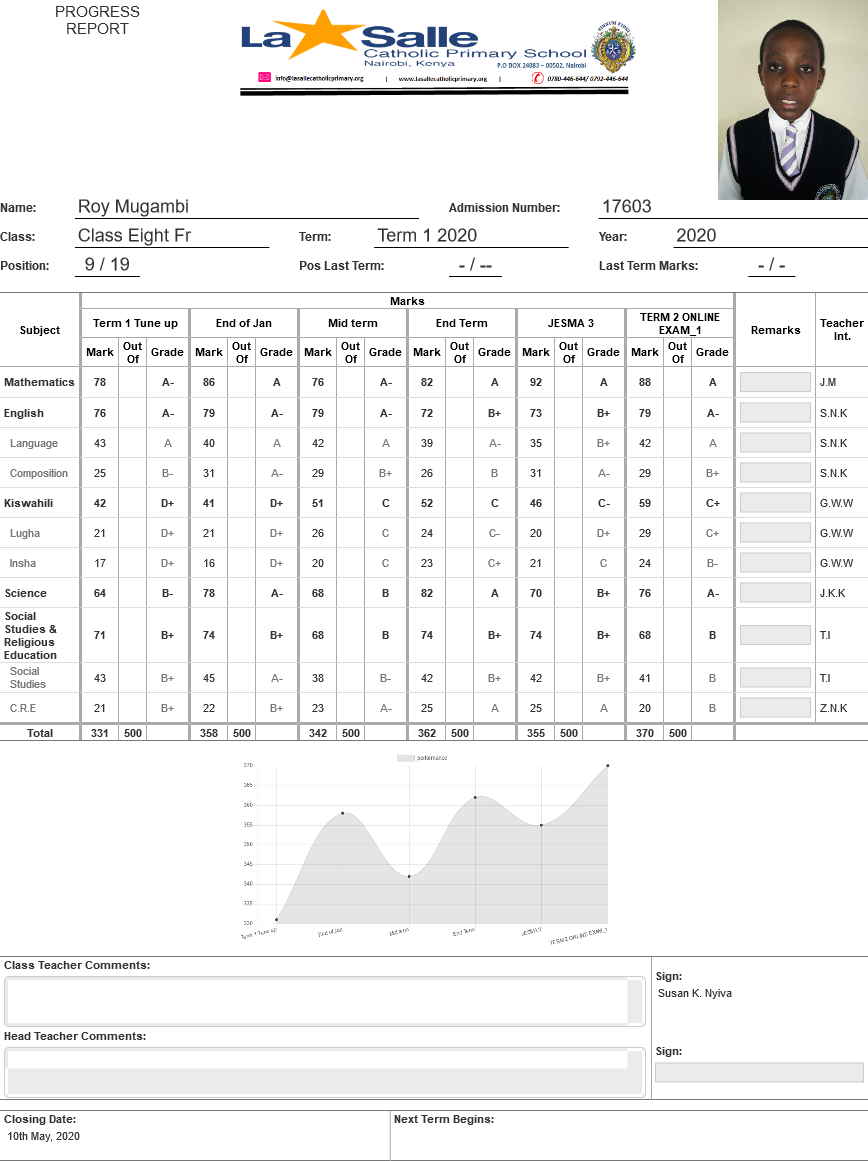 PROGRESS
REPORT
La Salle
Catholic Primary School
Nairobi, Kenya
P.O BOX 24083 – 00502, Nairobi
info@lasallecatholicprimary.org | www.lasallecatholicprimary.org | 0780-446-644/ 0792-446-644
Name: Roy Mugambi Admission Number: 17603
Class: Class Eight Fr Term: Term 1 2020 Year: 2020
Position: 9 / 19 Pos Last Term: - / -- Last Term Marks: - / -
Marks
Subject Term 1 Tune up End of Jan Mid term End Term JESMA 3 TERM 2 ONLINE EXAM_1 Remarks Teacher Int.
Mark Out Of Grade Mark Out Of Grade Mark Out Of Grade Mark Out Of Grade Mark Out Of Grade Mark Out Of Grade
Mathematics 78 A- 86 A 76 A- 82 A 92 A 88 A J.M
English 76 A- 79 A- 79 A- 72 B+ 73 B+ 79 A- S.N.K
Language 43 A 40 A 42 A 39 A- 35 B+ 42 A S.N.K
Composition 25 B- 31 A- 29 B+ 26 B 31 A- 29 B+ S.N.K
Kiswahili 42 D+ 41 D+ 51 C 52 C 46 C- 59 C+ G.W.W
Lugha 21 D+ 21 D+ 26 C 24 C- 20 D+ 29 C+ G.W.W
Insha 17 D+ 16 D+ 20 C 23 C+ 21 C 24 B- G.W.W
Science 64 B- 78 A- 68 B 82 A 70 B+ 76 A- J.K.K
Social Studies & Religious Education 71 B+ 74 B+ 68 B 74 B+ 74 B+ 68 B T.I
Social Studies 43 B+ 45 A- 38 B- 42 B+ 42 B+ 41 B T.I
C.R.E 21 B+ 22 B+ 23 A- 25 A 25 A 20 B Z.N.K
Total 331 500 358 500 342 500 362 500 355 500 370 500
performance
370
365
360
355
350
345
340
335
330
Term 1 Tune up End of Jan Mid term End Term JESMA 3 TERM 2 ONLINE EXAM_1
Class Teacher Comments:
Sign:
Susan K. Nyiva
Head Teacher Comments:
Sign:
Closing Date: Next Term Begins:
10th May, 2020